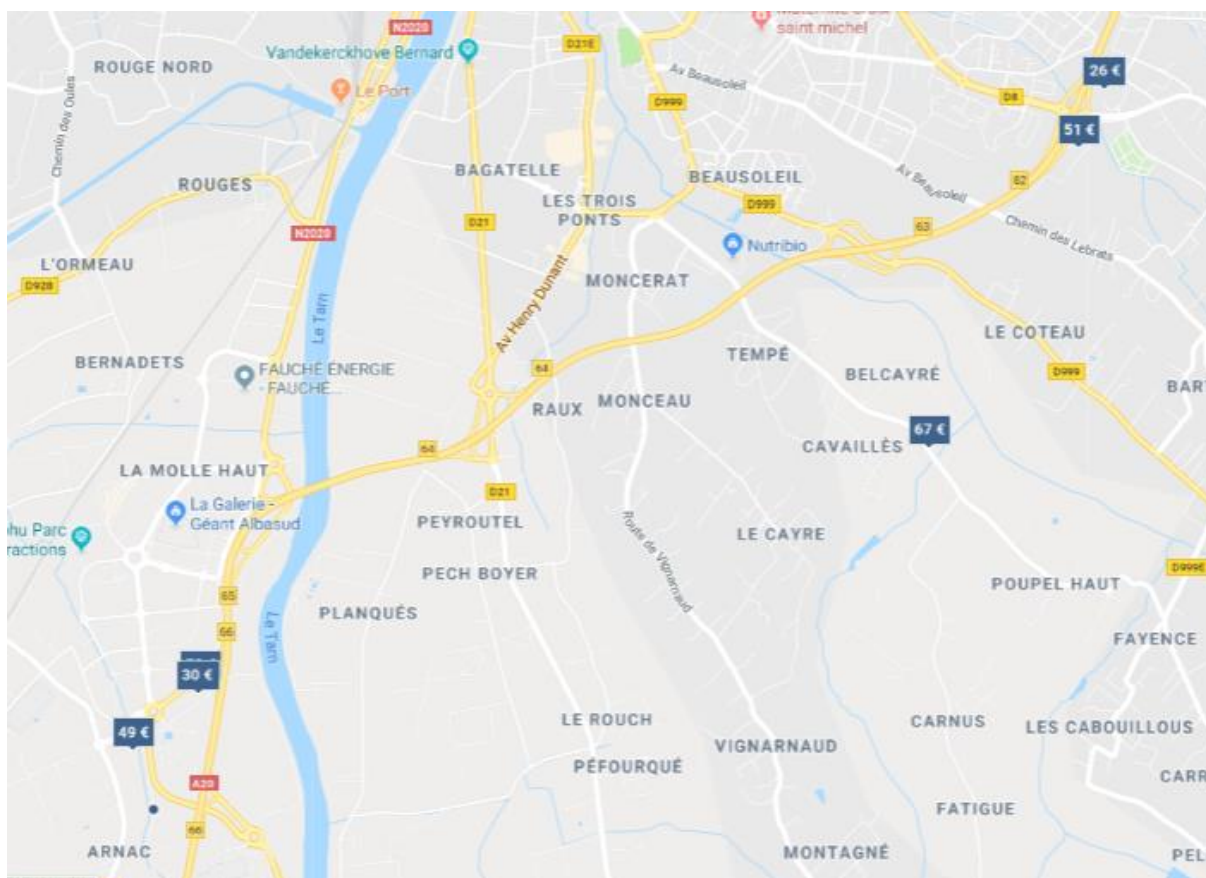 saint michel
N2020
D21E
Vandekerckhove Bernard
ROUGE NORD
Av Beausoleil
26 €
Le Port
D8
D999
Chemin des Oules
51 €
BAGATELLE
BEAUSOLEIL
Av Beausoleil
62
ROUGES
LES TROIS
PONTS
D999
N2020
D21
63
Chemin des Lebrats
Nutribio
L'ORMEAU
D928
MONCERAT
Le Tarn
Av Henry Dunant
LE COTEAU
BERNADETS
TEMPÉ
FAUCHÉ ÉNERGIE
- FAUCHÉ...
64
BELCAYRÉ
D999
BAR
RAUX
MONCEAU
67 €
64
CAVAILLÈS
LA MOLLE HAUT
D21
La Galerie -
Géant Albasud
PEYROUTEL
hu Parc
ractions
Route de Vignarnaud
LE CAYRE
PECH BOYER
D999E
POUPEL HAUT
65
PLANQUÉS
66
Le Tarn
FAYENCE
30 €
49 €
LE ROUCH
CARNUS
LES CABOUILLOUS
VIGNARNAUD
PÉFOURQUÉ
CARR
A20
FATIGUE
66
ARNAC
MONTAGNÉ
PEL